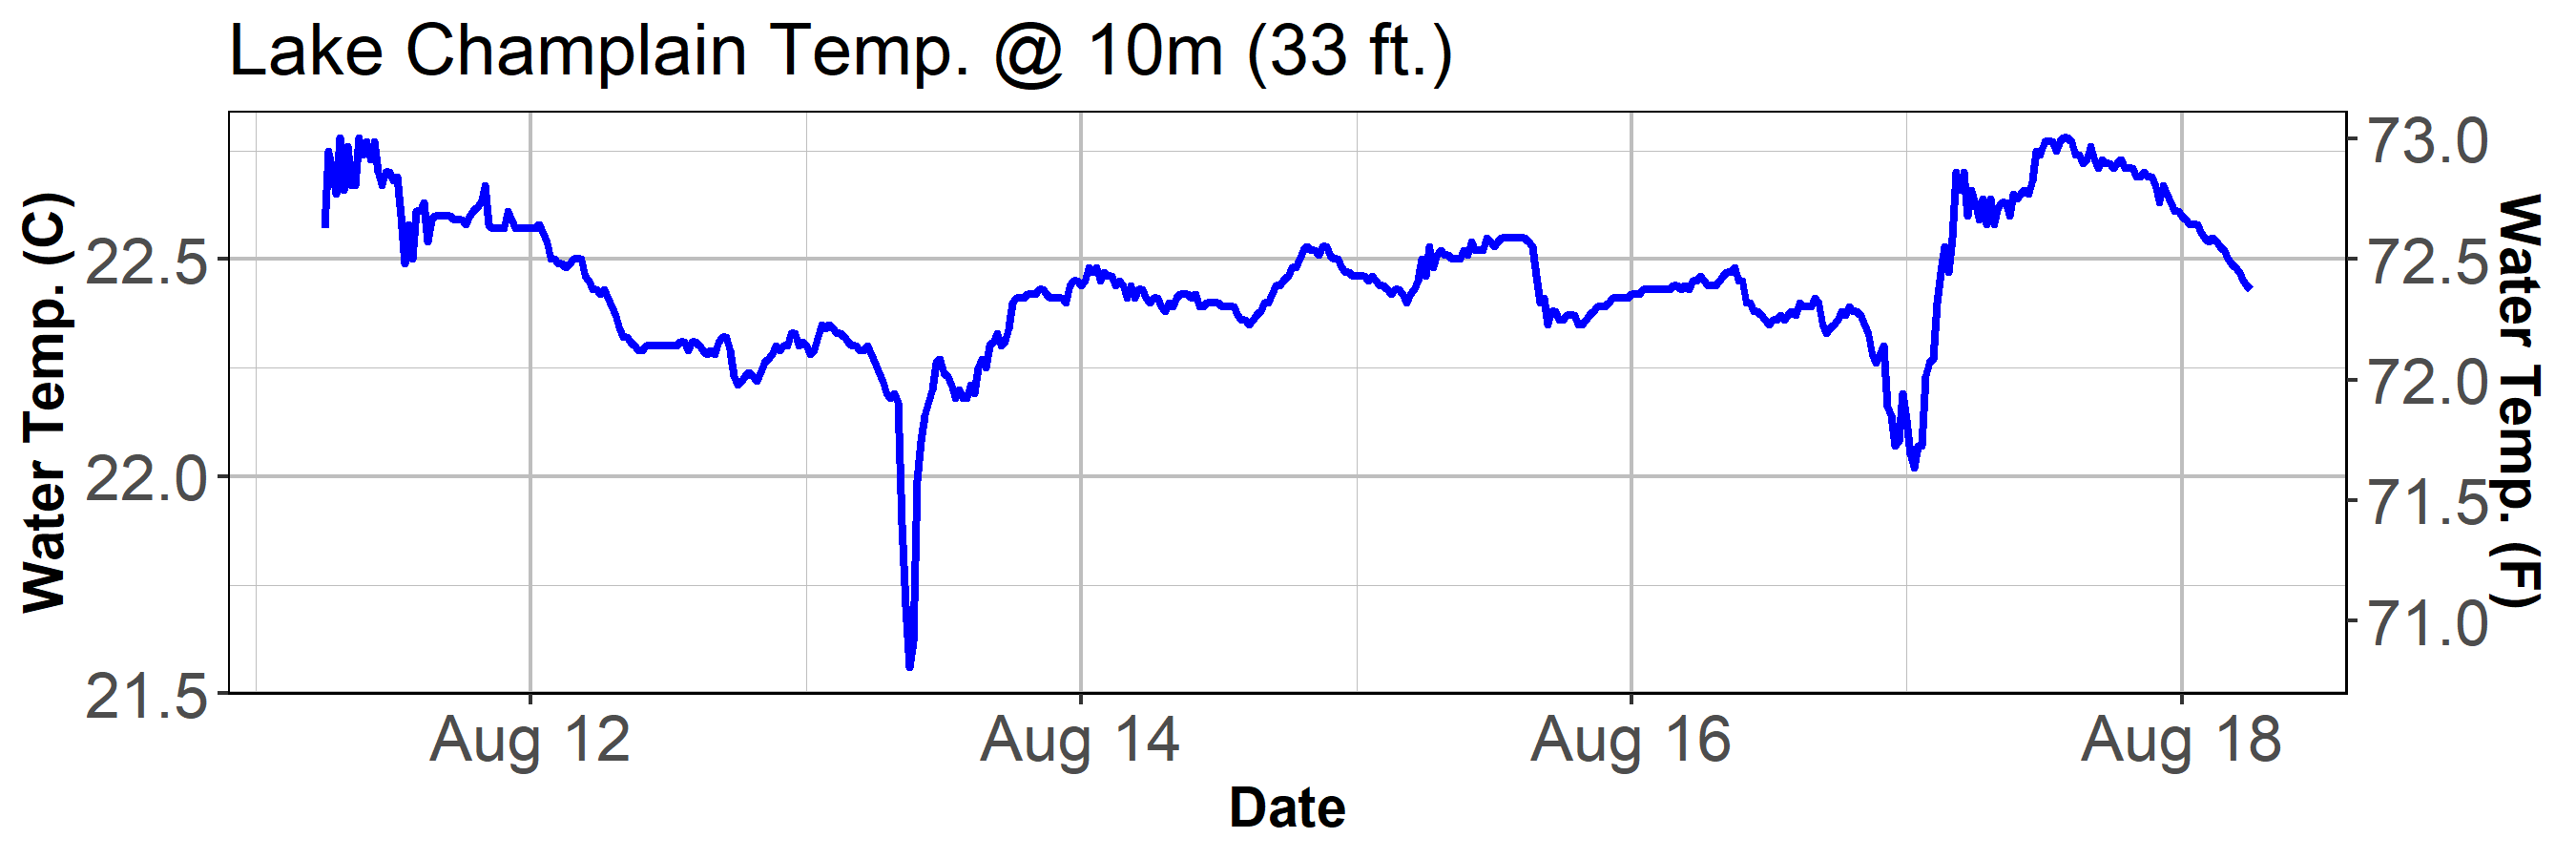 Lake Champlain Temp. @ 10m (33 ft.)
Water Temp. (C)
22.5
22.0
21.5
73.0
72.5
72.0
71.5
71.0
Water Temp. (F)
Aug 12
Aug 14
Aug 16
Aug 18
Date